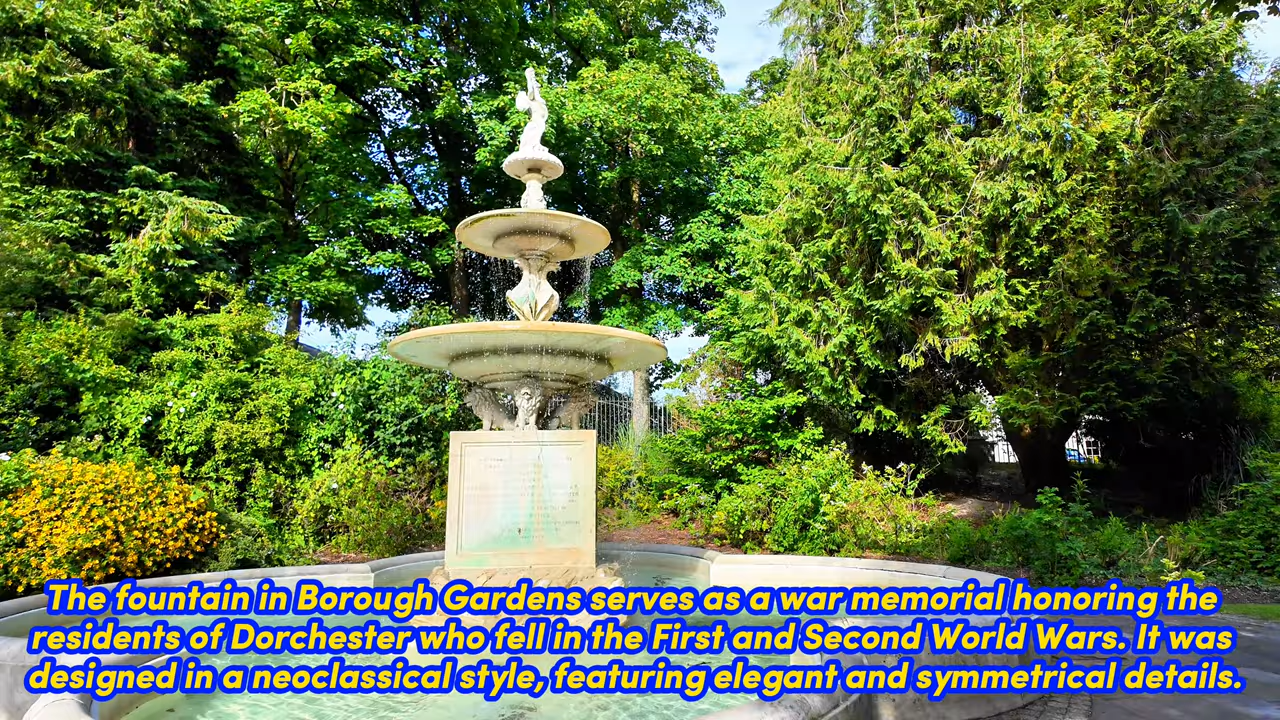 The fountain in Borough Gardens serves as a war memorial honoring the
residents of Dorchester who fell in the First and Second World Wars. It was
designed in a neoclassical style, featuring elegant and symmetrical details.